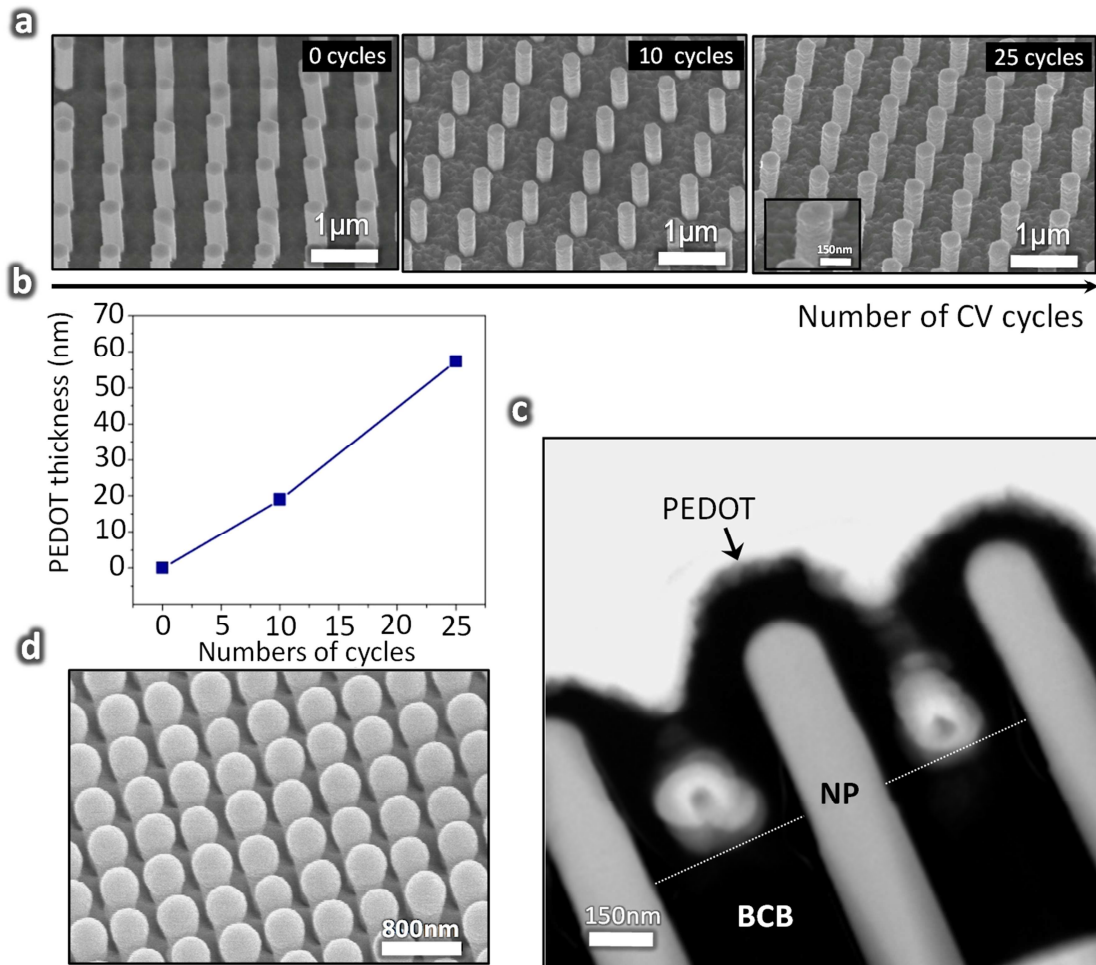 a
0 cycles
10 cycles
25 cycles
1µm
1µm
150nm
1µm
Number of CV cycles
b
70
60
50
40
30
20
10
0
PEDOT thickness (nm)
0 5 10 15 20 25
Numbers of cycles
c
PEDOT
NP
BCB
150nm
d
800nm